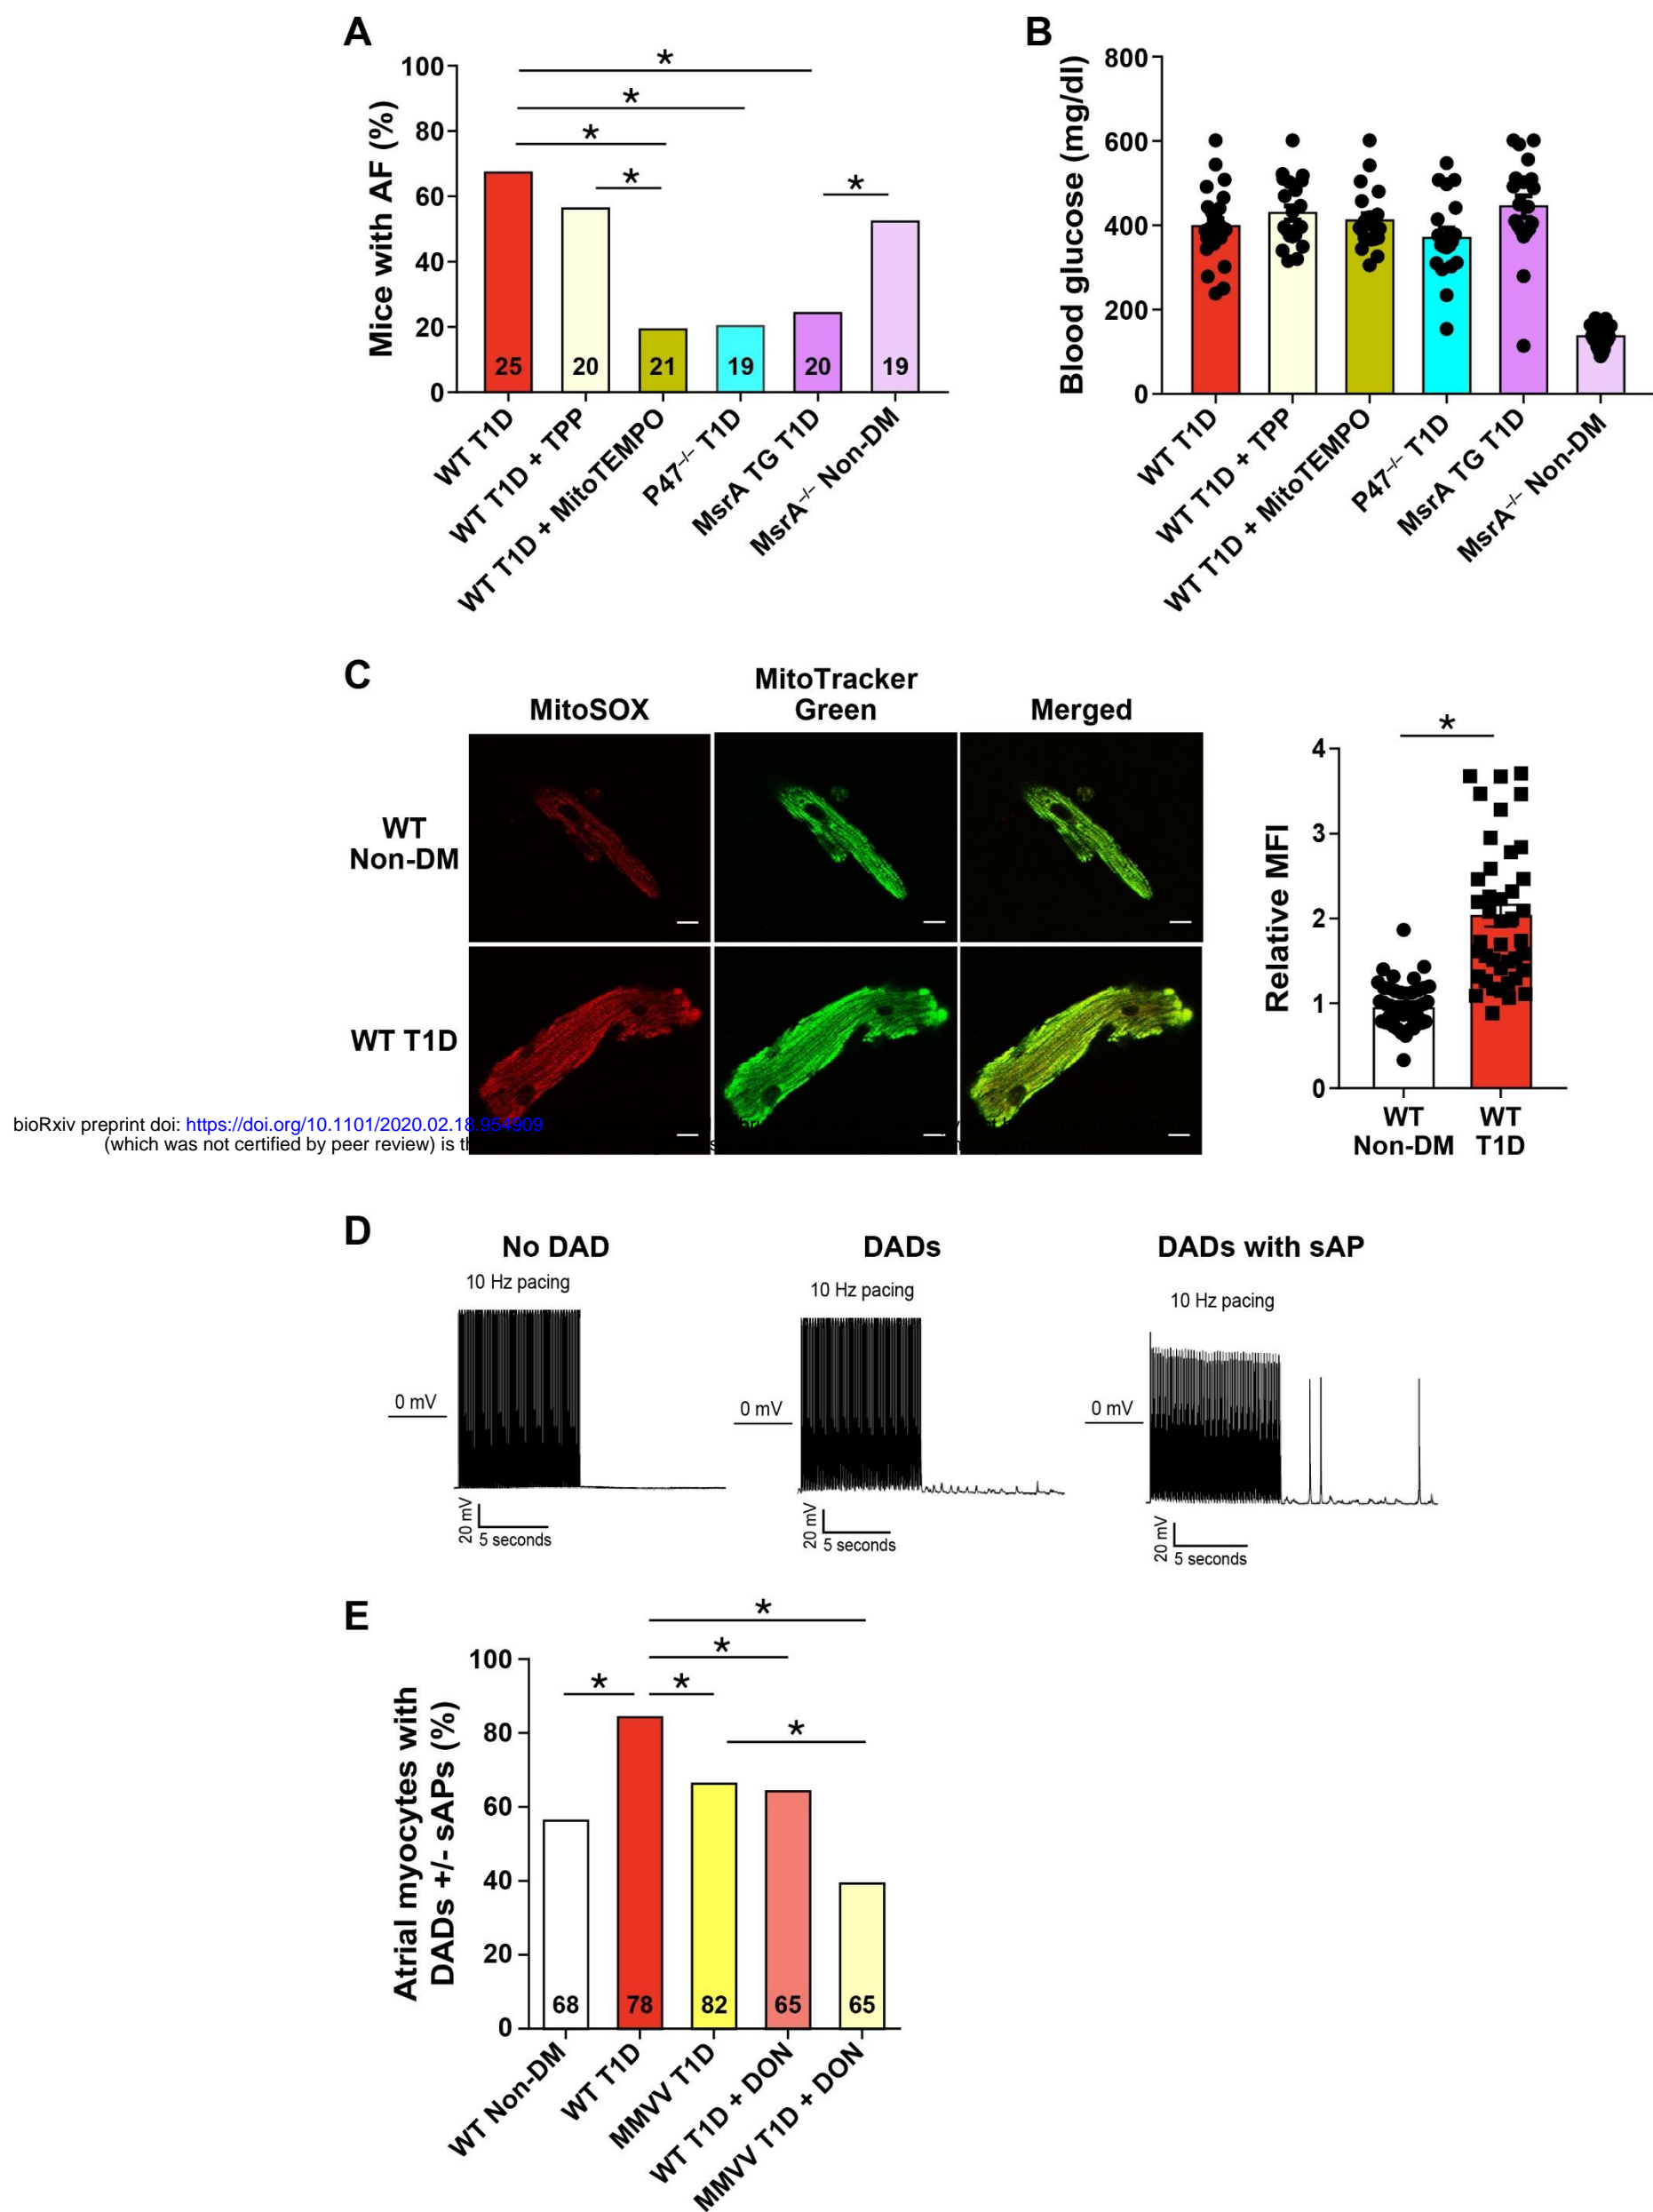 A
Mice with AF (%)
100
80
60
40
20
0
*
*
*
*
*
25
20
21
19
20
19
WT T1D
WT T1D + TPP
WT T1D + MitoTEMPO
P47⁻/⁻ T1D
MsrA TG T1D
MsrA⁻/⁻ Non-DM
B
Blood glucose (mg/dl)
800
600
400
200
0
WT T1D
WT T1D + TPP
WT T1D + MitoTEMPO
P47⁻/⁻ T1D
MsrA TG T1D
MsrA⁻/⁻ Non-DM
C
MitoSOX
MitoTracker
Green
Merged
WT
Non-DM
WT T1D
Relative MFI
4
3
2
1
0
*
WT
Non-DM
WT
T1D
bioRxiv preprint doi: https://doi.org/10.1101/2020.02.18.954909
(which was not certified by peer review) is
D
No DAD
DADs
DADs with sAP
10 Hz pacing
10 Hz pacing
10 Hz pacing
0 mV
0 mV
0 mV
20 mV
5 seconds
20 mV
5 seconds
20 mV
5 seconds
E
Atrial myocytes with
DADs +/- sAPs (%)
100
80
60
40
20
0
*
*
*
*
*
68
78
82
65
65
WT Non-DM
WT T1D
MMVV T1D
WT T1D + DON
MMVV T1D + DON